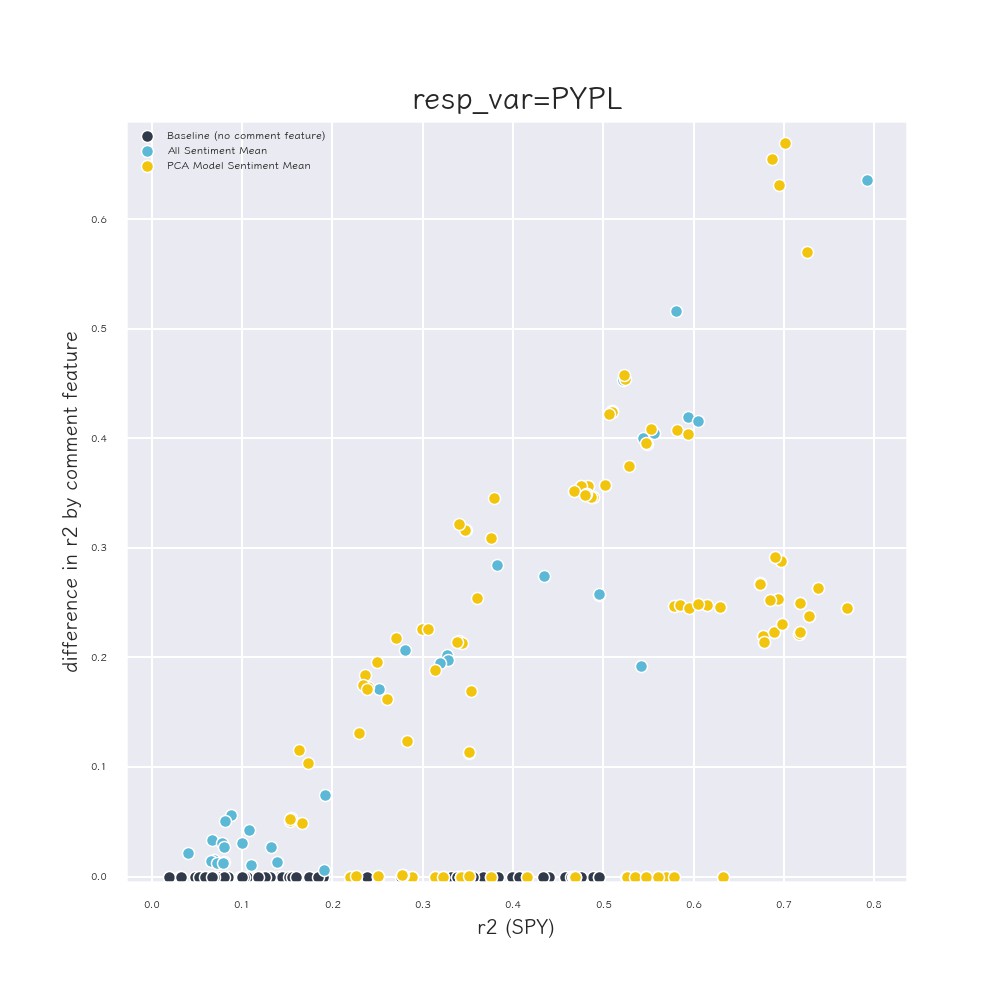 resp_var=PYPL
Baseline (no comment feature)
All Sentiment Mean
PCA Model Sentiment Mean
difference in r2 by comment feature
0.6
0.5
0.4
0.3
0.2
0.1
0.0
0.0 0.1 0.2 0.3 0.4 0.5 0.6 0.7 0.8
r2 (SPY)